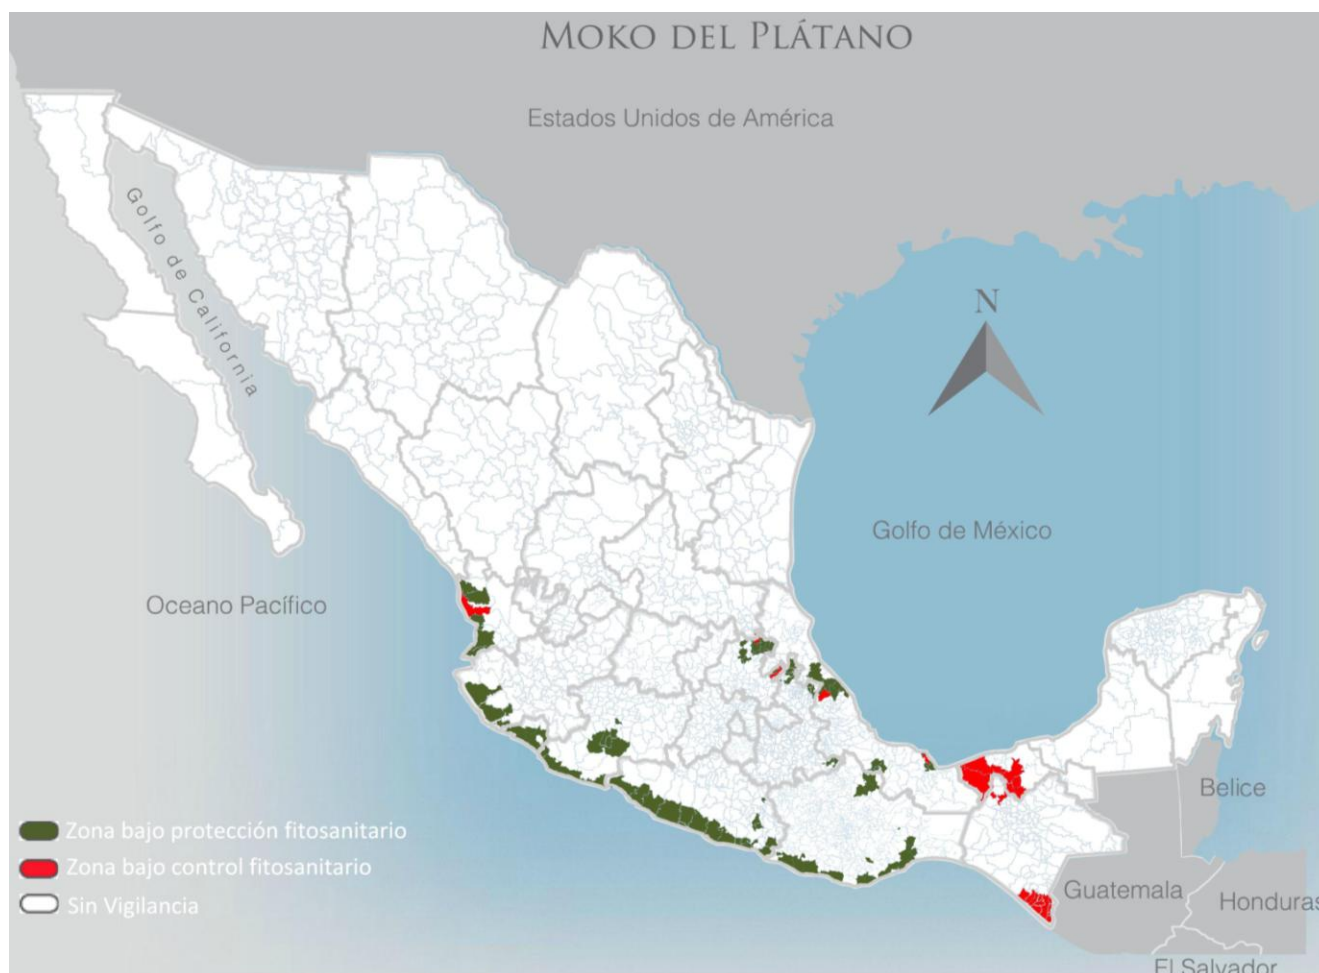 MOKO DEL PLÁTANO
Estados Unidos de América
Golfo de California
N
Golfo de México
Oceano Pacífico
Belice
Zona bajo protección fitosanitario
Zona bajo control fitosanitario
Sin Vigilancia
Guatemala
Honduras
El Salvador